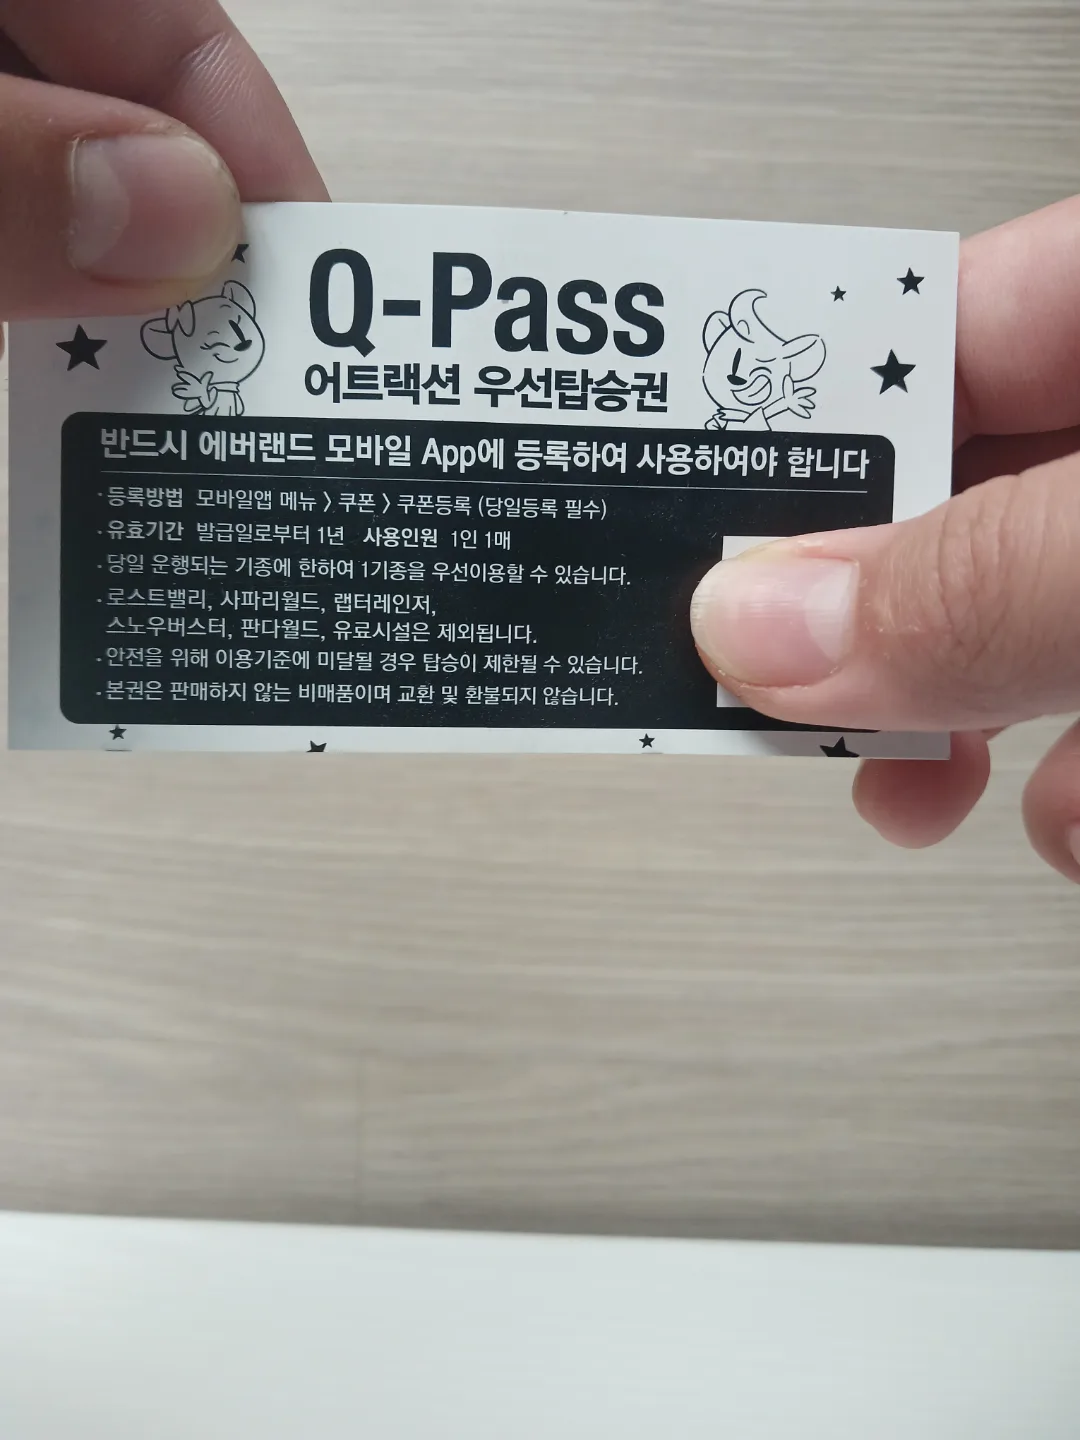 Q-Pass
어트랙션 우선탑승권
반드시 에버랜드 모바일 App에 등록하여 사용하여야 합니다
· 등록방법 모바일앱 메뉴 > 쿠폰 > 쿠폰등록 (당일등록 필수)
· 유효기간 발급일로부터 1년 사용인원 1인 1매
· 당일 운행되는 기종에 한하여 1기종을 우선이용할 수 있습니다.
· 로스트밸리, 사파리월드, 랩터레인저,
스노우버스터, 판다월드, 유료시설은 제외됩니다.
· 안전을 위해 이용기준에 미달될 경우 탑승이 제한될 수 있습니다.
· 본권은 판매하지 않는 비매품이며 교환 및 환불되지 않습니다.